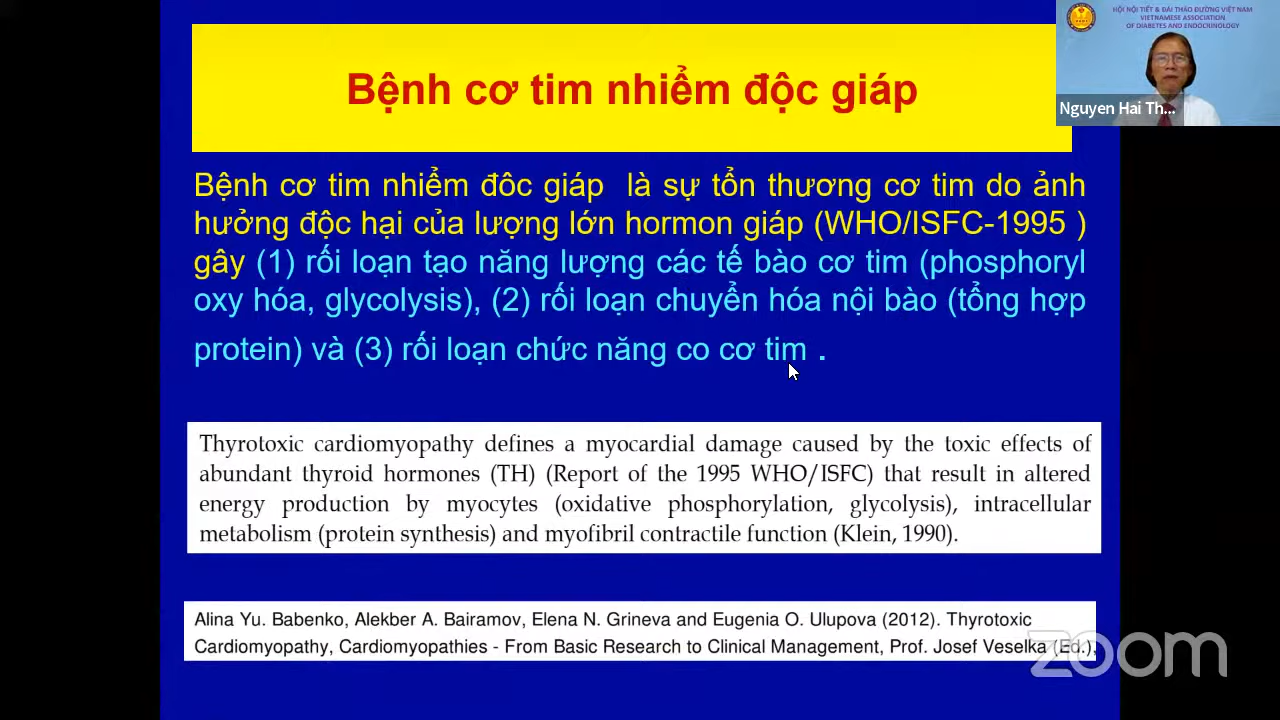 HỘI NỘI TIẾT & ĐÁI THÁO ĐƯỜNG VIỆT NAM
VIETNAMESE ASSOCIATION
OF DIABETES AND ENDOCRINOLOGY
Nguyen Hai Th...
Bệnh cơ tim nhiễm độc giáp
Bệnh cơ tim nhiễm đôc giáp là sự tổn thương cơ tim do ảnh
hưởng độc hại của lượng lớn hormon giáp (WHO/ISFC-1995 )
gây (1) rối loạn tạo năng lượng các tế bào cơ tim (phosphoryl
oxy hóa, glycolysis), (2) rối loạn chuyển hóa nội bào (tổng hợp
protein) và (3) rối loạn chức năng co cơ tim .
Thyrotoxic cardiomyopathy defines a myocardial damage caused by the toxic effects of
abundant thyroid hormones (TH) (Report of the 1995 WHO/ISFC) that result in altered
energy production by myocytes (oxidative phosphorylation, glycolysis), intracellular
metabolism (protein synthesis) and myofibril contractile function (Klein, 1990).
Alina Yu. Babenko, Alekber A. Bairamov, Elena N. Grineva and Eugenia O. Ulupova (2012). Thyrotoxic
Cardiomyopathy, Cardiomyopathies - From Basic Research to Clinical Management, Prof. Josef Veselka (Ed.),
zoom